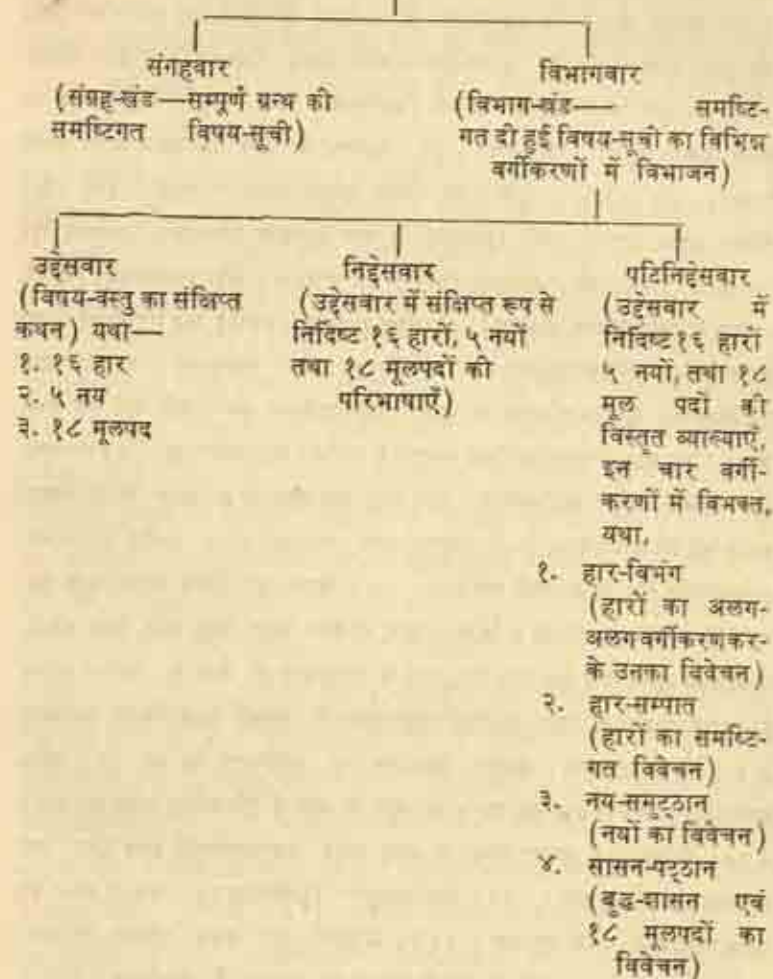 संगहवार
(संग्रह-खंड—सम्पूर्ण ग्रन्थ की
समष्टिगत विषय-सूची)
विभागवार
(विभाग-खंड— समष्टि-
गत दी हुई विषय-सूची का विभिन्न
वर्गीकरणों में विभाजन)
उद्देसवार
(विषय-वस्तु का संक्षिप्त
कथन) यथा—
१. १६ हार
२. ५ नय
३. १८ मूलपद
निद्देसवार
(उद्देसवार में संक्षिप्त रूप से
निर्दिष्ट १६ हारों, ५ नयों
तथा १८ मूलपदों की
परिभाषाएँ)
पटिनिद्देसवार
(उद्देसवार में
निर्दिष्ट १६ हारों
५ नयों, तथा १८
मूल पदों की
विस्तृत व्याख्याएँ,
इन चार वर्गी-
करणों में विभक्त,
यथा,
१. हार-विभंग
(हारों का अलग-
अलग वर्गीकरण कर-
के उनका विवेचन)
२. हार-सम्पात
(हारों का समष्टि-
गत विवेचन)
३. नय-समुट्ठान
(नयों का विवेचन)
४. सासन-पट्ठान
(बुद्ध-शासन एवं
१८ मूलपदों का
विवेचन)